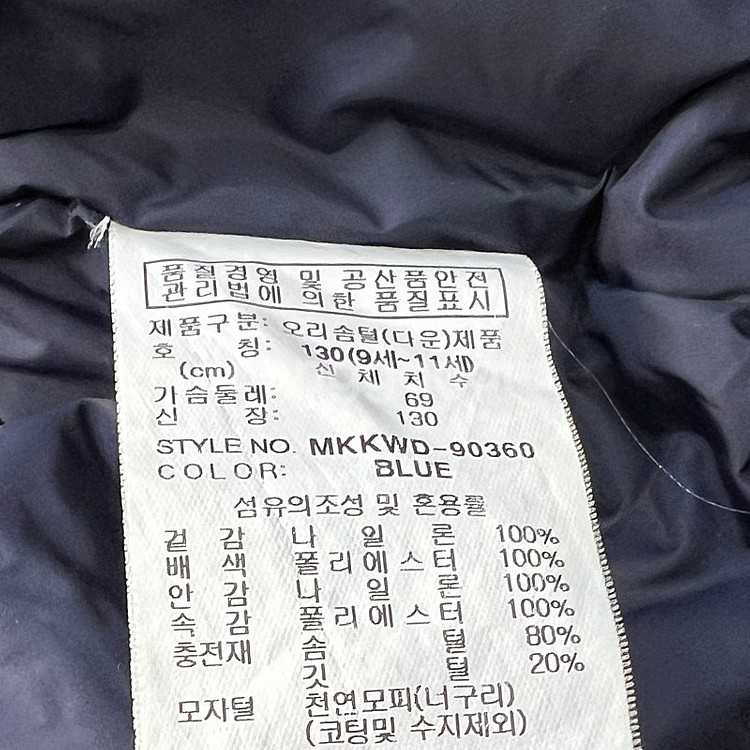 품질경영 및 공산품안전
관리법에 의한 품질표시
제품구분: 오리솜털(다운)제품
호 칭: 130(9세~11세)
(cm) 신 체 치 수
가슴둘레: 69
신 장: 130
STYLE NO. MKKWD-90360
COLOR: BLUE
섬유의조성 및 혼용률
겉 감 나 일 론 100%
배 색 폴리에스터 100%
안 감 나 일 론 100%
속 감 폴리에스터 100%
충전재 솜 털 80%
깃 털 20%
모자털 천연모피(너구리)
(코팅및 수지제외)